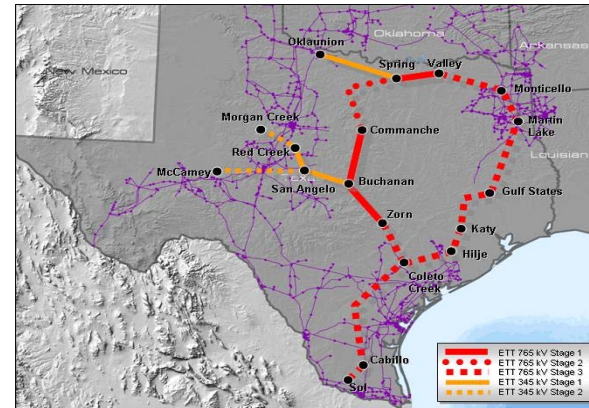 Oklahoma
Arkansas
Oklaunion
Spring
Valley
New Mexico
Monticello
Morgan Creek
Commanche
Martin
Lake
Red Creek
Louisian
McCamey
San Angelo
Buchanan
Gulf States
Zorn
Katy
Hilje
Coleto
Creek
Cabillo
Sol
ETT 765 kV Stage 1
ETT 765 kV Stage 2
ETT 765 kV Stage 3
ETT 345 kV Stage 1
ETT 345 kV Stage 2